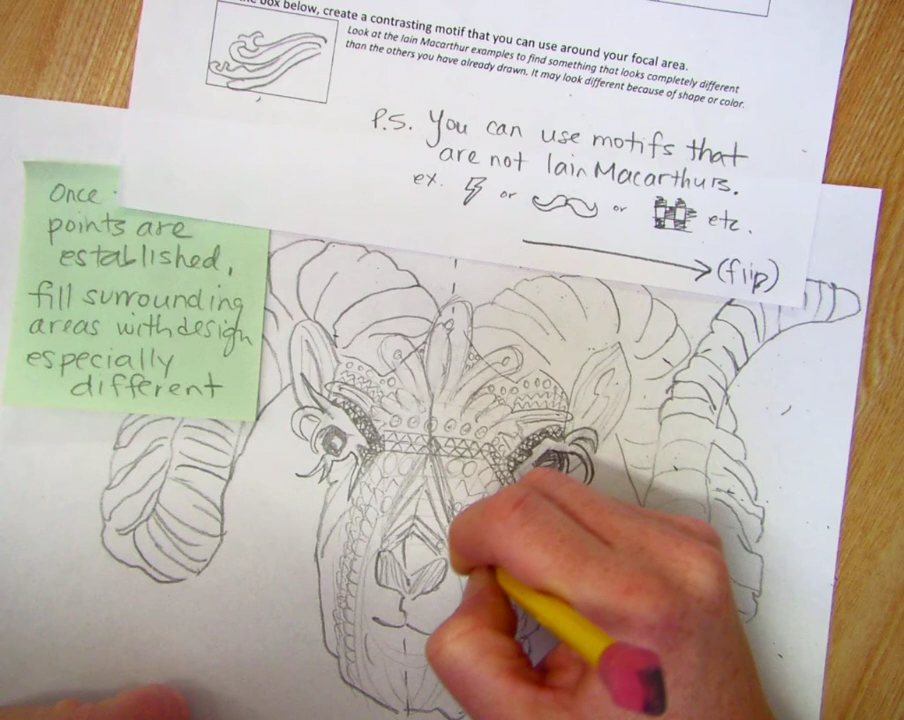 box below, create a contrasting motif that you can use around your focal area.
Look at the Iain Macarthur examples to find something that looks completely different
than the others you have already drawn. It may look different because of shape or color.
P.S. You can use motifs that
are not Iain Macarthurs.
ex. or or etc.
(flip)
Once
points are
established,
fill surrounding
areas with design
especially
different